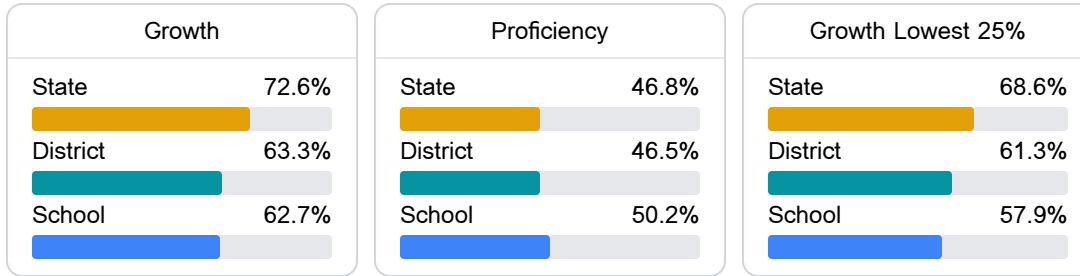 Growth
State 72.6%
District 63.3%
School 62.7%
Proficiency
State 46.8%
District 46.5%
School 50.2%
Growth Lowest 25%
State 68.6%
District 61.3%
School 57.9%